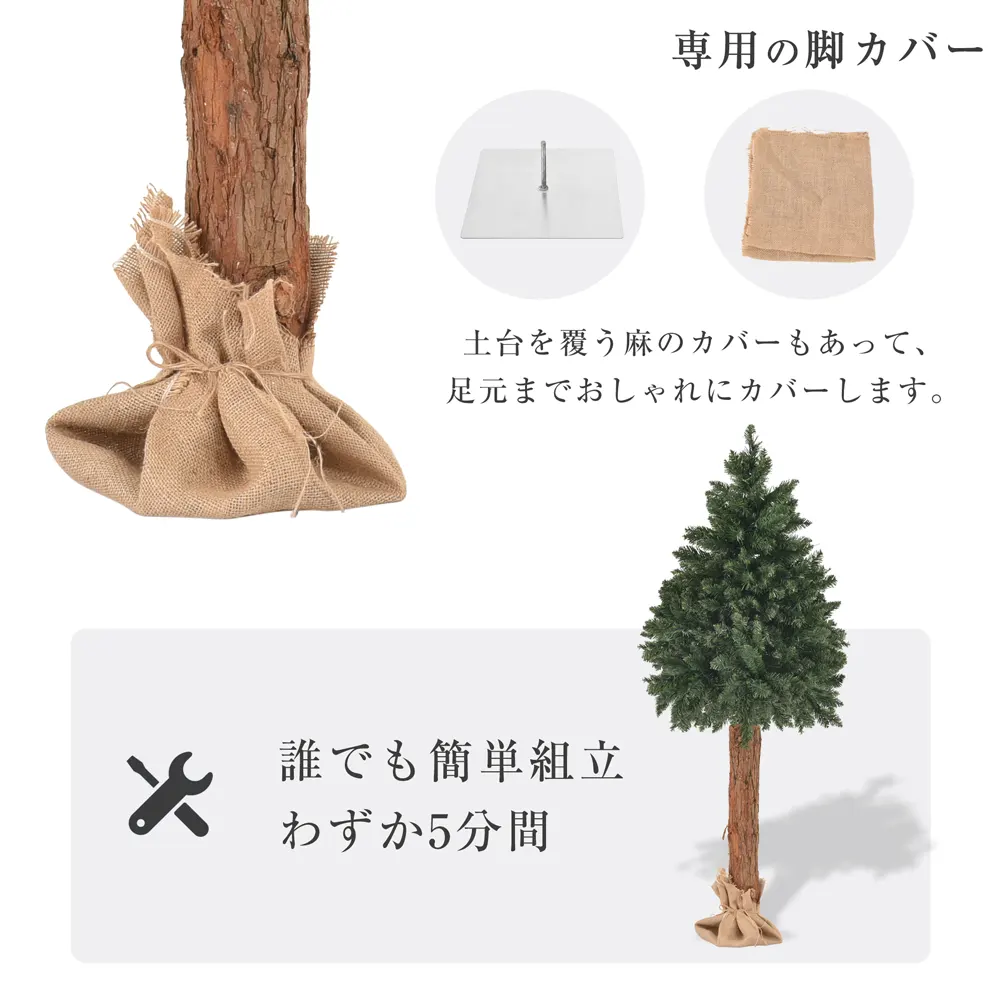 専用の脚カバー
土台を覆う麻のカバーもあって、
足元までおしゃれにカバーします。
誰でも簡単組立
わずか5分間